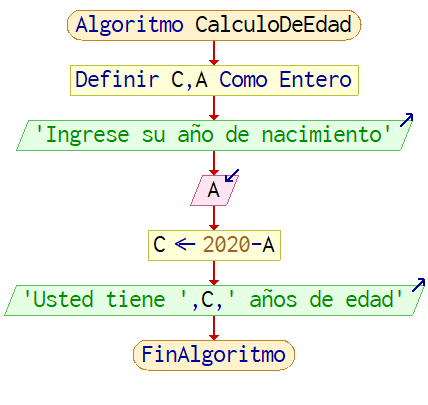 Algoritmo CalculoDeEdad
Definir C,A Como Entero
'Ingrese su año de nacimiento'
A
C ← 2020-A
'Usted tiene ',C,' años de edad'
FinAlgoritmo